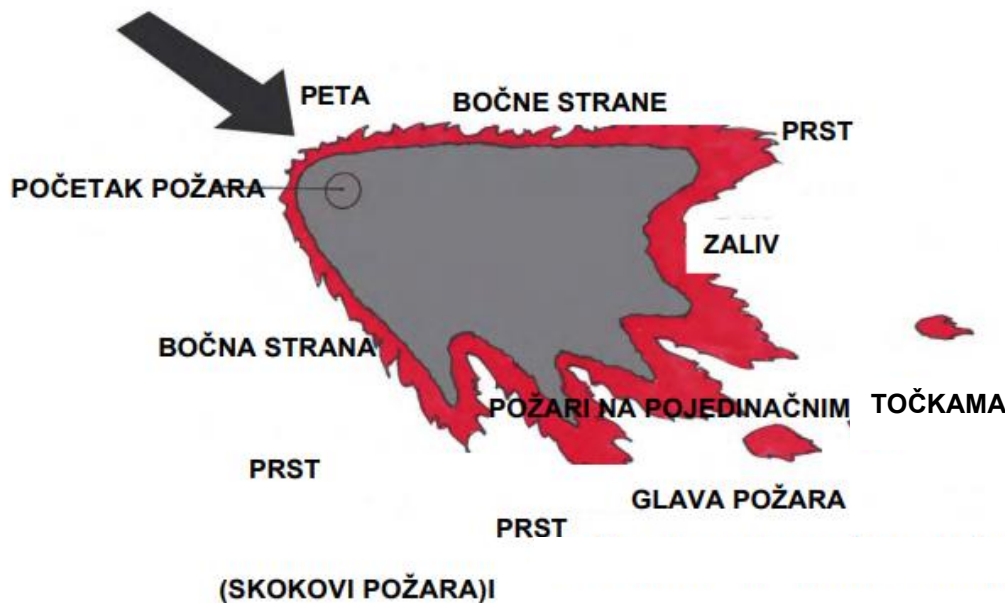 PETA
BOČNE STRANE
PRST
POČETAK POŽARA
ZALIV
BOČNA STRANA
POŽARI NA POJEDINAČNIM TOČKAMA
PRST
GLAVA POŽARA
PRST
(SKOKOVI POŽARA)I